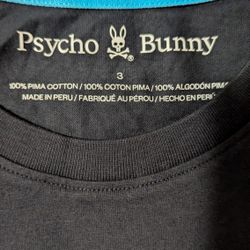 Psycho Bunny®
3
100% PIMA COTTON / 100% COTON PIMA / 100% ALGODÓN PIMA
MADE IN PERU / FABRIQUÉ AU PÉROU / HECHO EN PERÚ